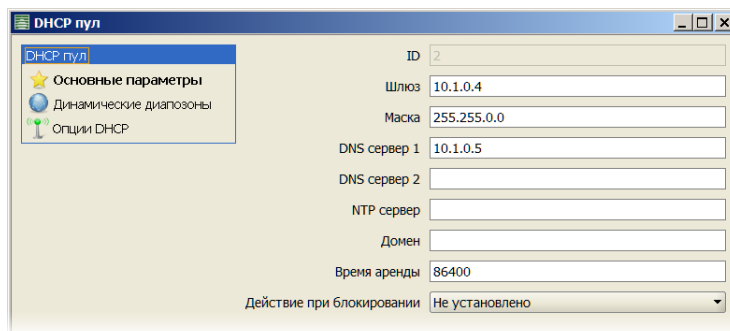 DHCP пул
DHCP пул
Основные параметры
Динамические диапозоны
Опции DHCP
ID 2
Шлюз 10.1.0.4
Маска 255.255.0.0
DNS сервер 1 10.1.0.5
DNS сервер 2
NTP сервер
Домен
Время аренды 86400
Действие при блокировании Не установлено